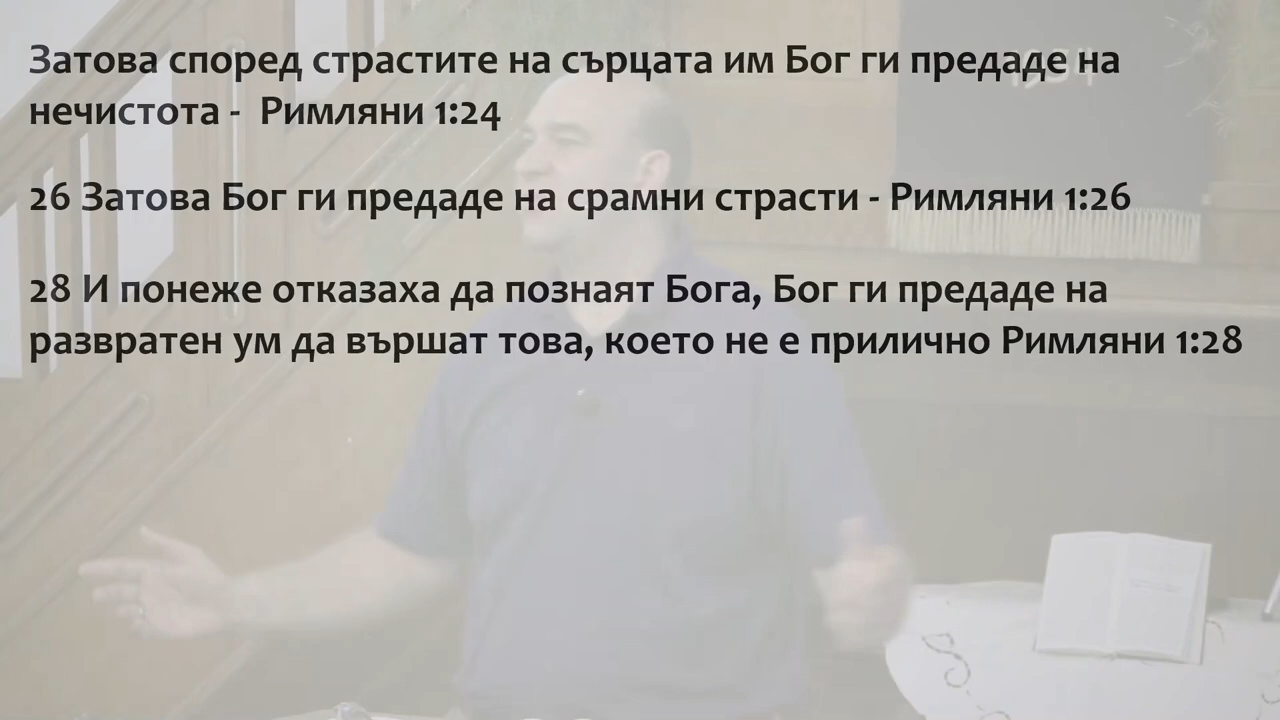 Затова според страстите на сърцата им Бог ги предаде на
нечистота -  Римляни 1:24
26 Затова Бог ги предаде на срамни страсти - Римляни 1:26
28 И понеже отказаха да познаят Бога, Бог ги предаде на
развратен ум да вършат това, което не е прилично Римляни 1:28